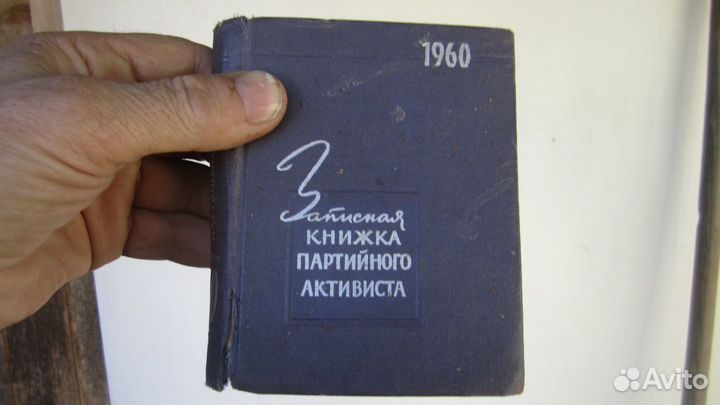 1960
Записная
КНИЖКА
ПАРТИЙНОГО
АКТИВИСТА
Avito